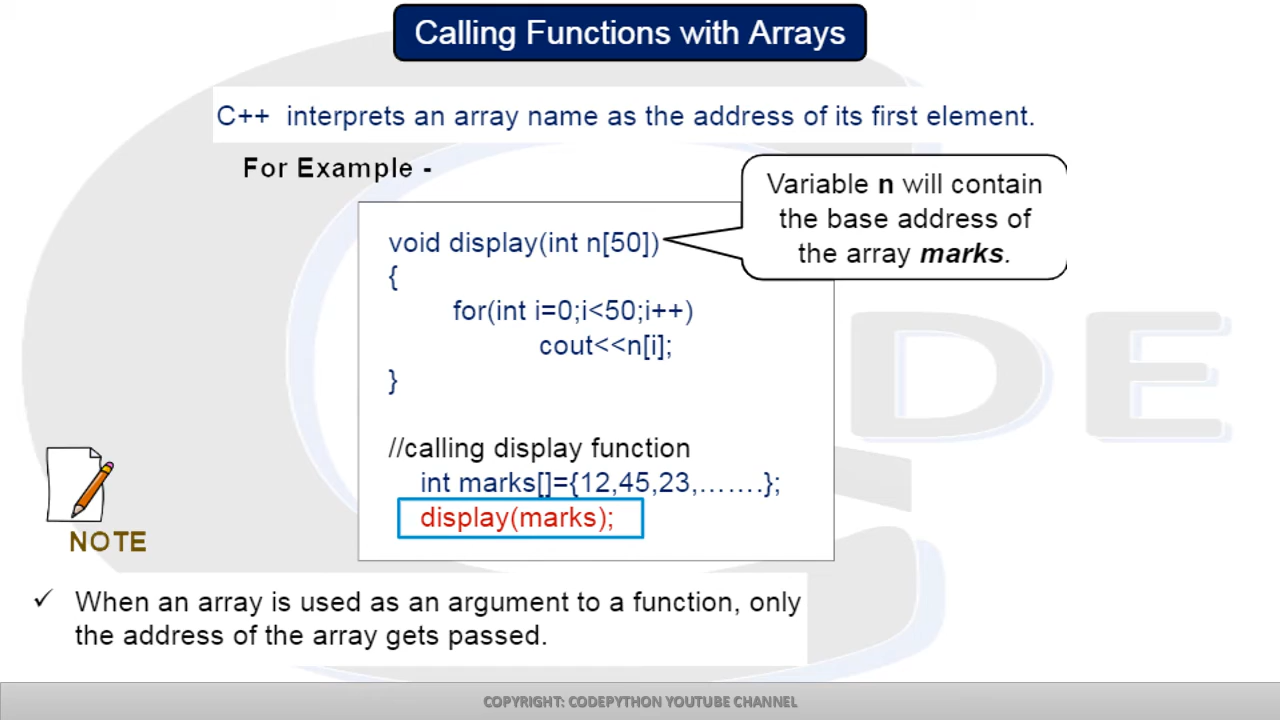 Calling Functions with Arrays
C++ interprets an array name as the address of its first element.
For Example -
Variable n will contain
the base address of
the array marks.
void display(int n[50])
{
for(int i=0;i<50;i++)
cout<<n[i];
}
//calling display function
int marks[]={12,45,23,…….};
display(marks);
NOTE
✓ When an array is used as an argument to a function, only
the address of the array gets passed.
CODE
COPYRIGHT: CODEPYTHON YOUTUBE CHANNEL